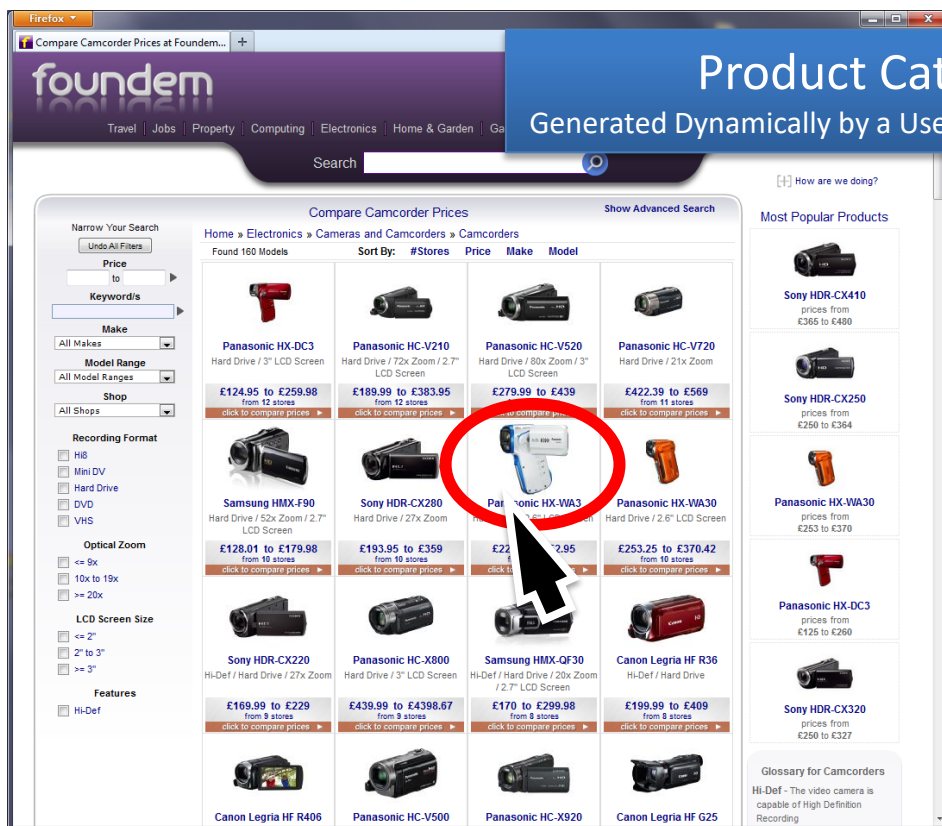 Firefox
Compare Camcorder Prices at Foundem...
foundem
Product Cat
Generated Dynamically by a Use
Travel Jobs Property Computing Electronics Home & Garden Ga
Search
[+] How are we doing?
Compare Camcorder Prices
Show Advanced Search
Home » Electronics » Cameras and Camcorders » Camcorders
Found 160 Models Sort By: #Stores Price Make Model
Narrow Your Search
Undo All Filters
Price
to
Keyword/s
Make
All Makes
Model Range
All Model Ranges
Shop
All Shops
Recording Format
Hi8
Mini DV
Hard Drive
DVD
VHS
Optical Zoom
<= 9x
10x to 19x
>= 20x
LCD Screen Size
<= 2"
2" to 3"
>= 3"
Features
Hi-Def
Panasonic HX-DC3
Hard Drive / 3" LCD Screen
£124.95 to £259.98
from 12 stores
click to compare prices
Panasonic HC-V210
Hard Drive / 72x Zoom / 2.7"
LCD Screen
£189.99 to £383.95
from 12 stores
click to compare prices
Panasonic HC-V520
Hard Drive / 80x Zoom / 3"
LCD Screen
£279.99 to £439
click to compare prices
Panasonic HC-V720
Hard Drive / 21x Zoom
£422.39 to £569
from 11 stores
click to compare prices
Samsung HMX-F90
Hard Drive / 52x Zoom / 2.7"
LCD Screen
£128.01 to £179.98
from 10 stores
click to compare prices
Sony HDR-CX280
Hard Drive / 27x Zoom
£193.95 to £359
from 10 stores
click to compare prices
Panasonic HX-WA3
LCD Screen
click to compare prices
Panasonic HX-WA30
Hard Drive / 2.6" LCD Screen
£253.25 to £370.42
from 10 stores
click to compare prices
Sony HDR-CX220
Hi-Def / Hard Drive / 27x Zoom
£169.99 to £229
from 9 stores
click to compare prices
Panasonic HC-X800
Hard Drive / 3" LCD Screen
£439.99 to £4398.67
from 9 stores
click to compare prices
Samsung HMX-QF30
Hi-Def / Hard Drive / 20x Zoom
/ 2.7" LCD Screen
£170 to £299.98
from 8 stores
click to compare prices
Canon Legria HF R36
Hi-Def / Hard Drive
£199.99 to £409
from 8 stores
click to compare prices
Canon Legria HF R406
Panasonic HC-V500
Panasonic HC-X920
Canon Legria HF G25
Most Popular Products
Sony HDR-CX410
prices from
£365 to £480
Sony HDR-CX250
prices from
£250 to £364
Panasonic HX-WA30
prices from
£253 to £370
Panasonic HX-DC3
prices from
£125 to £260
Sony HDR-CX320
prices from
£250 to £327
Glossary for Camcorders
Hi-Def - The video camera is
capable of High Definition
Recording